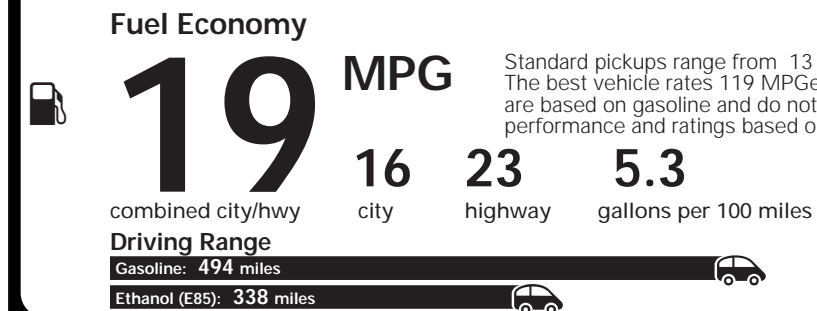 Fuel Economy
19 MPG
Standard pickups range from 13
The best vehicle rates 119 MPGe
are based on gasoline and do not
performance and ratings based o
16 23 5.3
combined city/hwy city highway gallons per 100 miles
Driving Range
Gasoline: 494 miles
Ethanol (E85): 338 miles